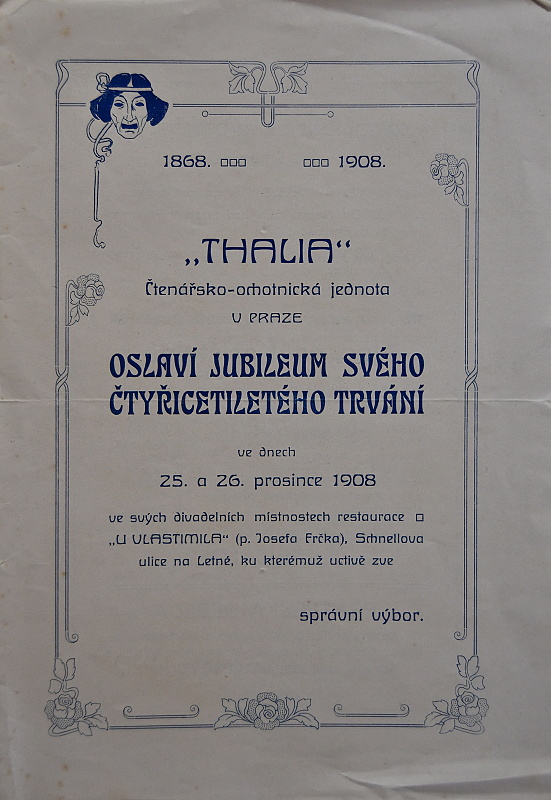 1868. □□□ □□□ 1908.
„THALIA“
Čtenářsko-ochotnická jednota
V PRAZE
OSLAVÍ JUBILEUM SVÉHO
ČTYŘICETILETÉHO TRVÁNÍ
ve dnech
25. a 26. prosince 1908
ve svých divadelních místnostech restaurace □
„U VLASTIMILA“ (p. Josefa Frčka), Schnellova
ulice na Letné, ku kterémuž uctivě zve
správní výbor.